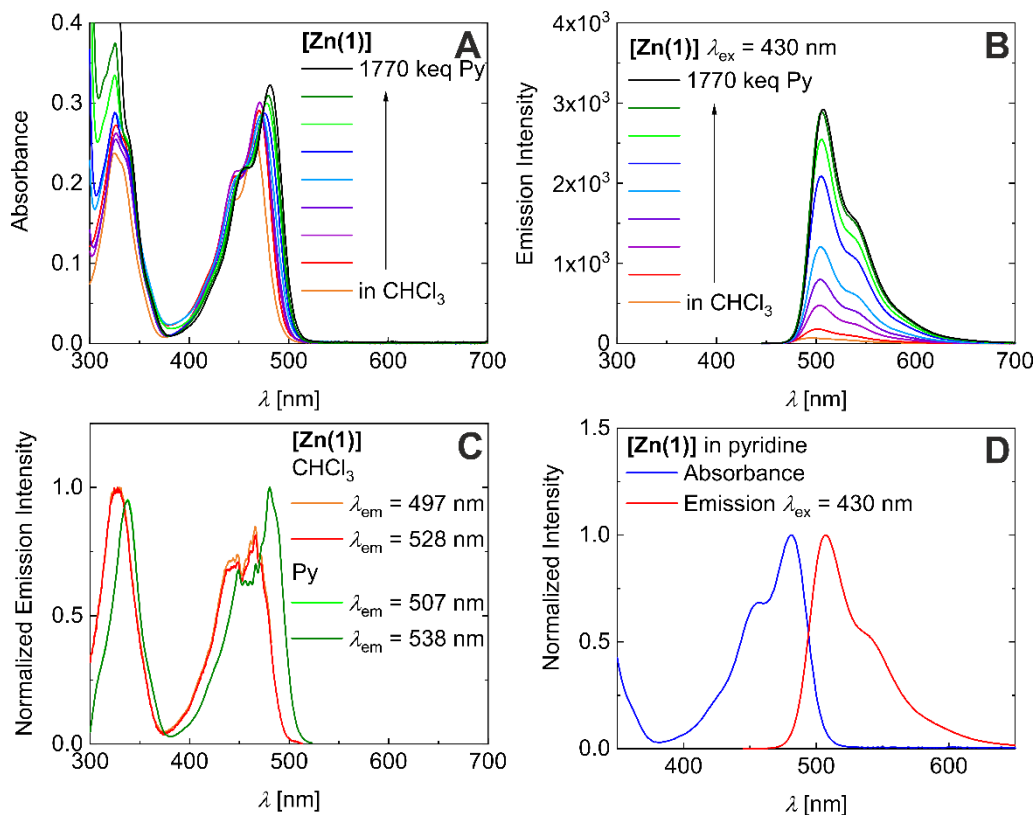 A
[Zn(1)]
1770 keq Py
in CHCl3
Absorbance
0.4
0.3
0.2
0.1
0.0
300 400 500 600 700
λ [nm]
B
[Zn(1)] λex = 430 nm
1770 keq Py
in CHCl3
Emission Intensity
4x10³
3x10³
2x10³
1x10³
0
300 400 500 600 700
λ [nm]
C
[Zn(1)]
CHCl3
λem = 497 nm
λem = 528 nm
Py
λem = 507 nm
λem = 538 nm
Normalized Emission Intensity
1.0
0.5
0.0
300 400 500 600 700
λ [nm]
D
[Zn(1)] in pyridine
Absorbance
Emission λex = 430 nm
Normalized Intensity
1.5
1.0
0.5
0.0
400 500 600
λ [nm]